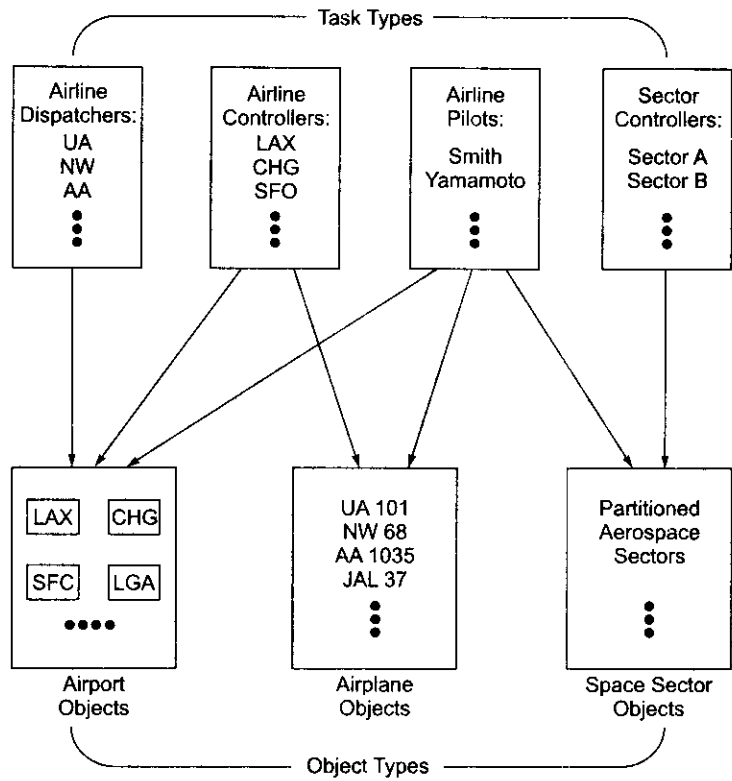 Task Types
Airline
Dispatchers:
UA
NW
AA
Airline
Controllers:
LAX
CHG
SFO
Airline
Pilots:
Smith
Yamamoto
Sector
Controllers:
Sector A
Sector B
LAX
CHG
SFC
LGA
Airport
Objects
UA 101
NW 68
AA 1035
JAL 37
Airplane
Objects
Partitioned
Aerospace
Sectors
Space Sector
Objects
Object Types